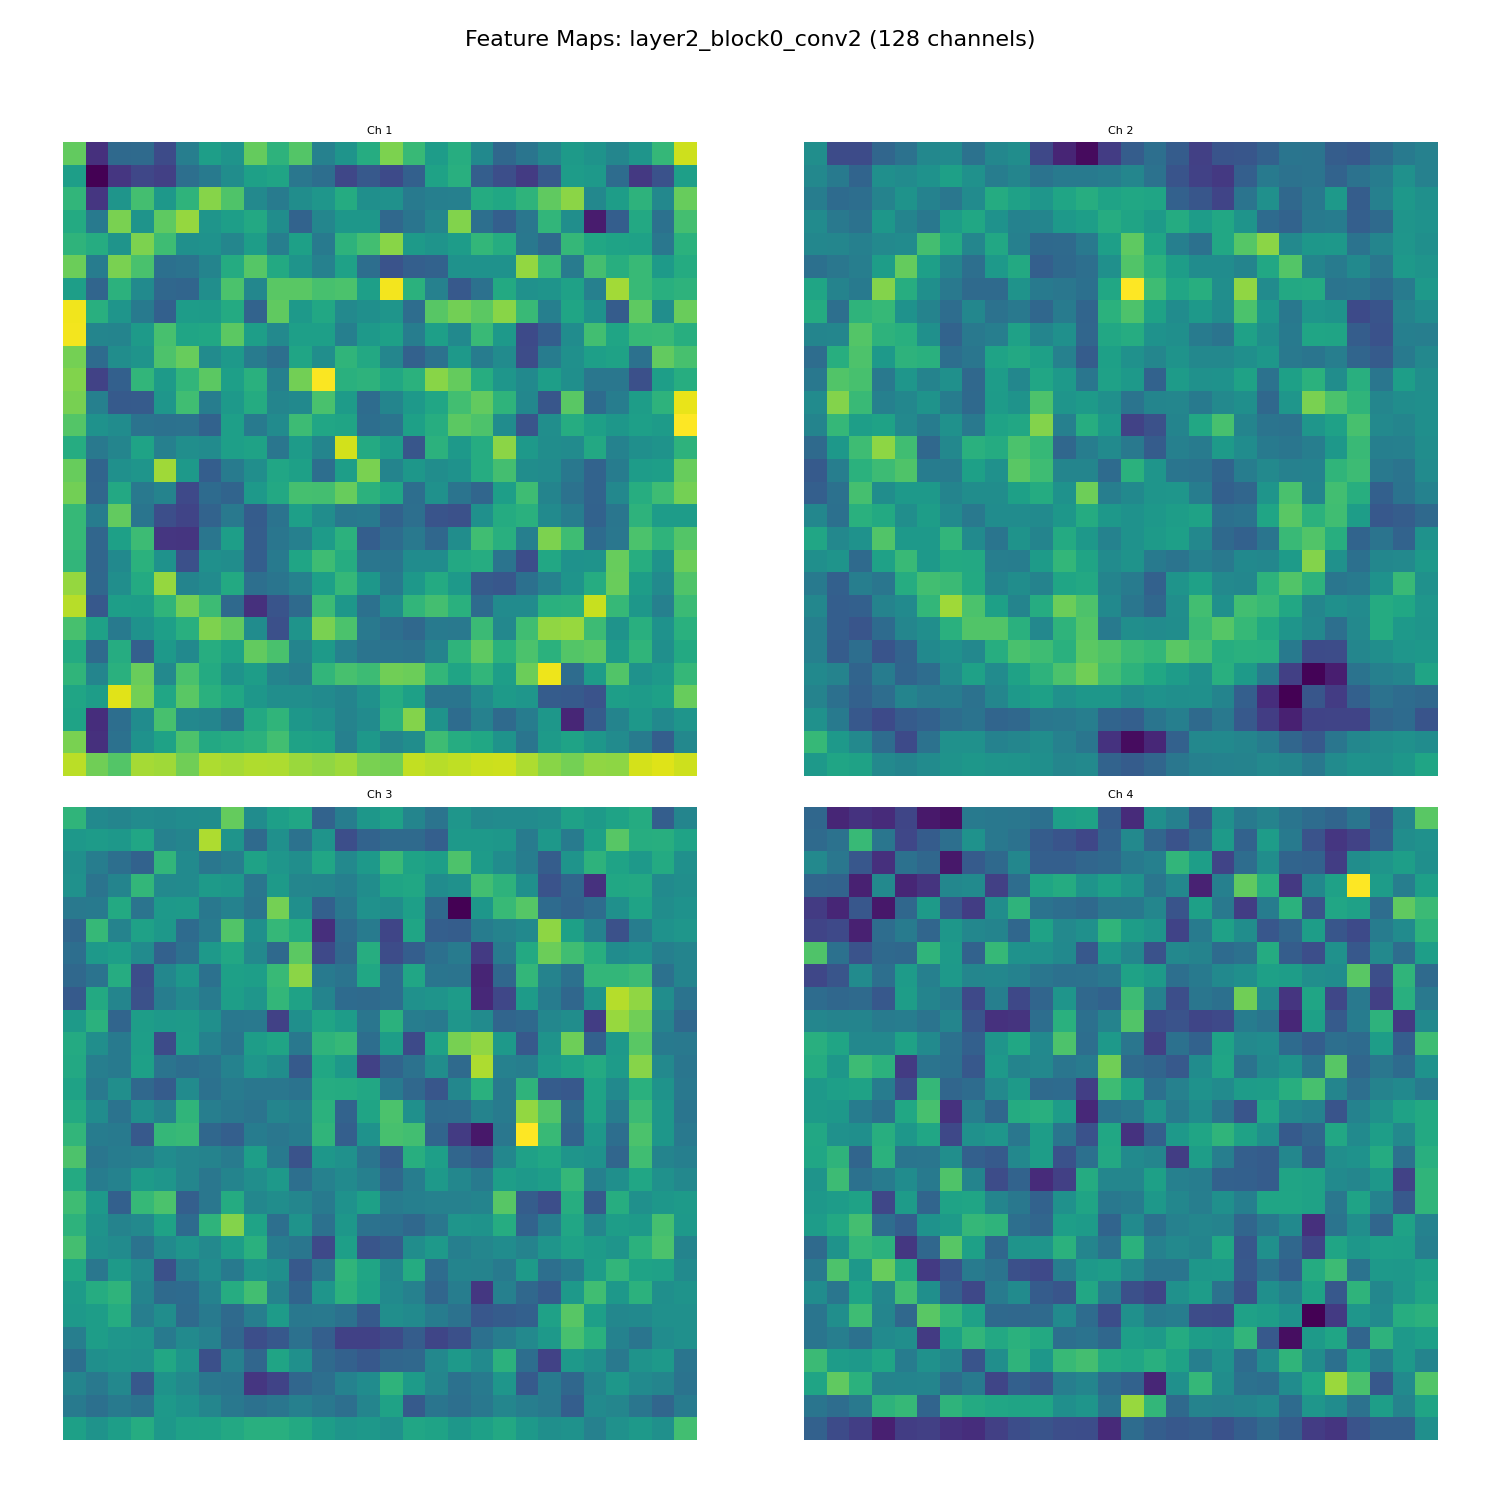 Feature Maps: layer2_block0_conv2 (128 channels)
Ch 1
Ch 2
Ch 3
Ch 4